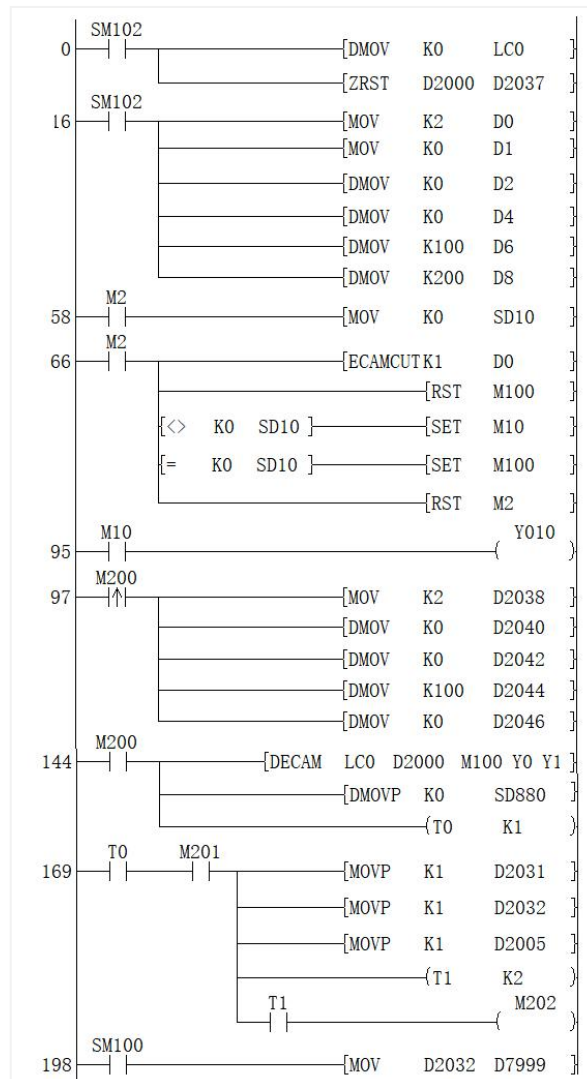 SM102
0 [DMOV K0 LC0 ]
[ZRST D2000 D2037 ]
SM102
16 [MOV K2 D0 ]
[MOV K0 D1 ]
[DMOV K0 D2 ]
[DMOV K0 D4 ]
[DMOV K100 D6 ]
[DMOV K200 D8 ]
M2
58 [MOV K0 SD10 ]
M2
66 [ECAMCUT K1 D0 ]
[RST M100 ]
[<> K0 SD10 ] [SET M10 ]
[= K0 SD10 ] [SET M100 ]
[RST M2 ]
M10 Y010
95 ( )
M200
97 ↑ [MOV K2 D2038 ]
[DMOV K0 D2040 ]
[DMOV K0 D2042 ]
[DMOV K100 D2044 ]
[DMOV K0 D2046 ]
M200
144 [DECAM LC0 D2000 M100 Y0 Y1 ]
[DMOVP K0 SD880 ]
(T0 K1 )
T0 M201
169 [MOVP K1 D2031 ]
[MOVP K1 D2032 ]
[MOVP K1 D2005 ]
(T1 K2 )
T1 M202
( )
SM100
198 [MOV D2032 D7999 ]